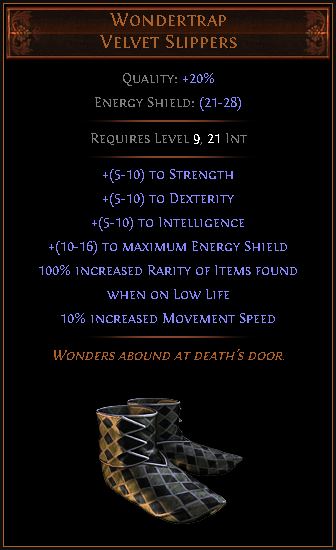 Wondertrap
Velvet Slippers
Quality: +20%
Energy Shield: (21-28)
Requires Level 9, 21 Int
+(5-10) to Strength
+(5-10) to Dexterity
+(5-10) to Intelligence
+(10-16) to maximum Energy Shield
100% increased Rarity of Items found
when on Low Life
10% increased Movement Speed
Wonders abound at death's door.